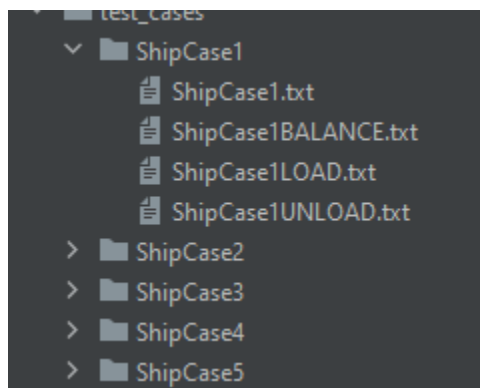 test_cases
ShipCase1
ShipCase1.txt
ShipCase1BALANCE.txt
ShipCase1LOAD.txt
ShipCase1UNLOAD.txt
ShipCase2
ShipCase3
ShipCase4
ShipCase5